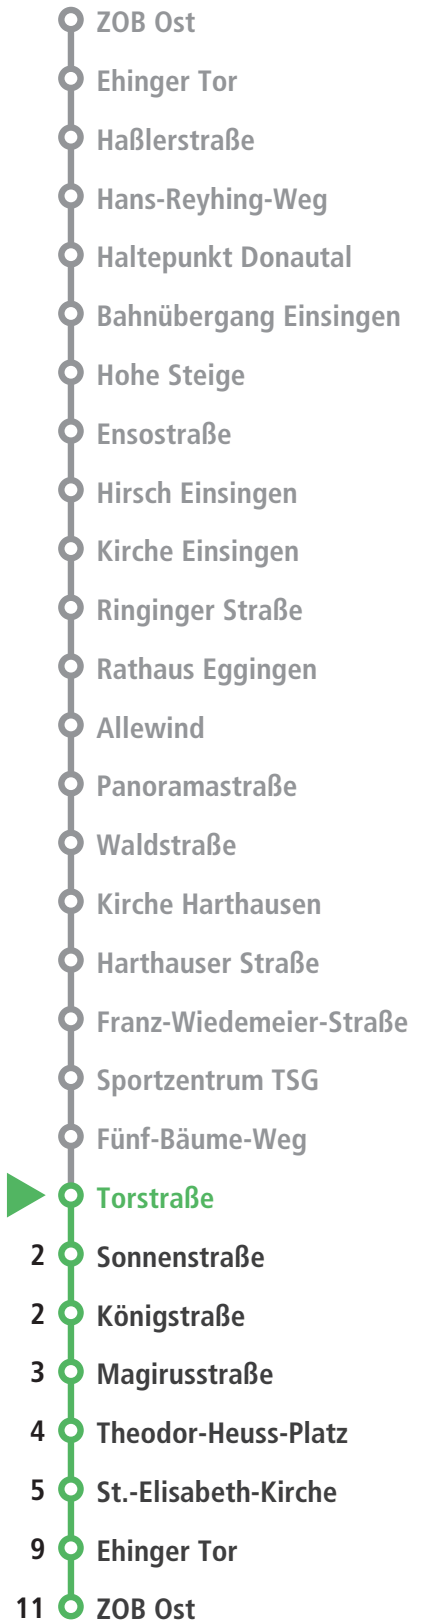 ZOB Ost
Ehinger Tor
Haßlerstraße
Hans-Reyhing-Weg
Haltepunkt Donautal
Bahnübergang Einsingen
Hohe Steige
Ensostraße
Hirsch Einsingen
Kirche Einsingen
Ringinger Straße
Rathaus Eggingen
Allewind
Panoramastraße
Waldstraße
Kirche Harthausen
Harthauser Straße
Franz-Wiedemeier-Straße
Sportzentrum TSG
Fünf-Bäume-Weg
Torstraße
2 Sonnenstraße
2 Königstraße
3 Magirusstraße
4 Theodor-Heuss-Platz
5 St.-Elisabeth-Kirche
9 Ehinger Tor
11 ZOB Ost